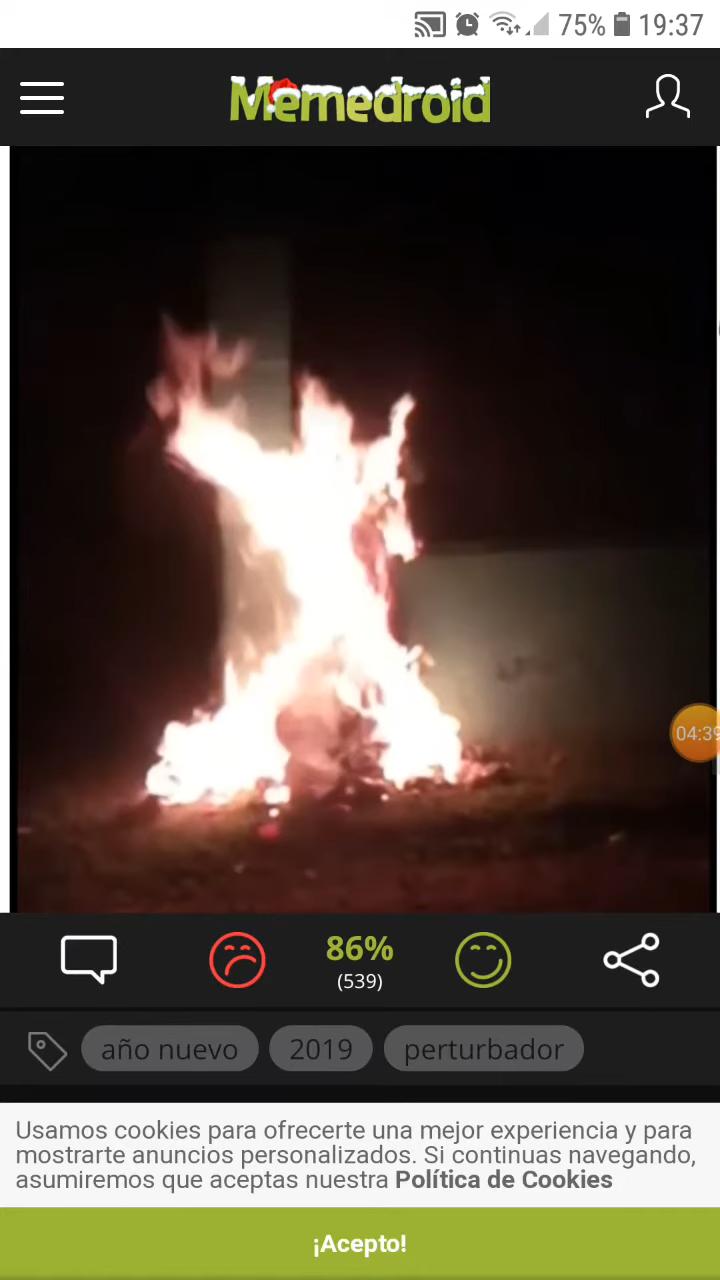 75% 19:37
Memedroid
04:39
86%
(539)
año nuevo 2019 perturbador
Usamos cookies para ofrecerte una mejor experiencia y para
mostrarte anuncios personalizados. Si continuas navegando,
asumiremos que aceptas nuestra Política de Cookies
¡Acepto!